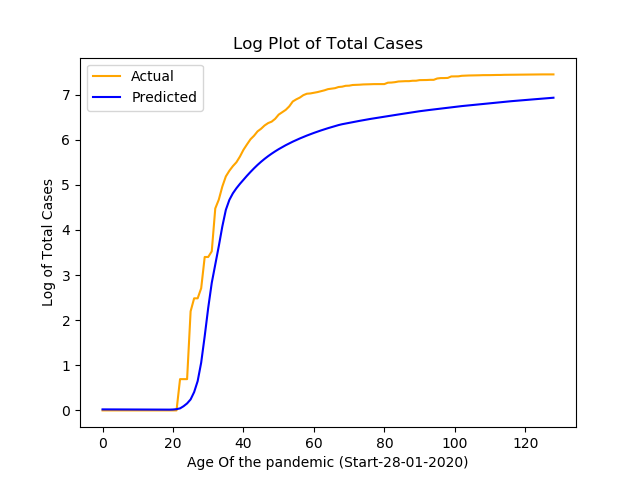 Log Plot of Total Cases
Actual
Predicted
Log of Total Cases
7
6
5
4
3
2
1
0
0 20 40 60 80 100 120
Age Of the pandemic (Start-28-01-2020)